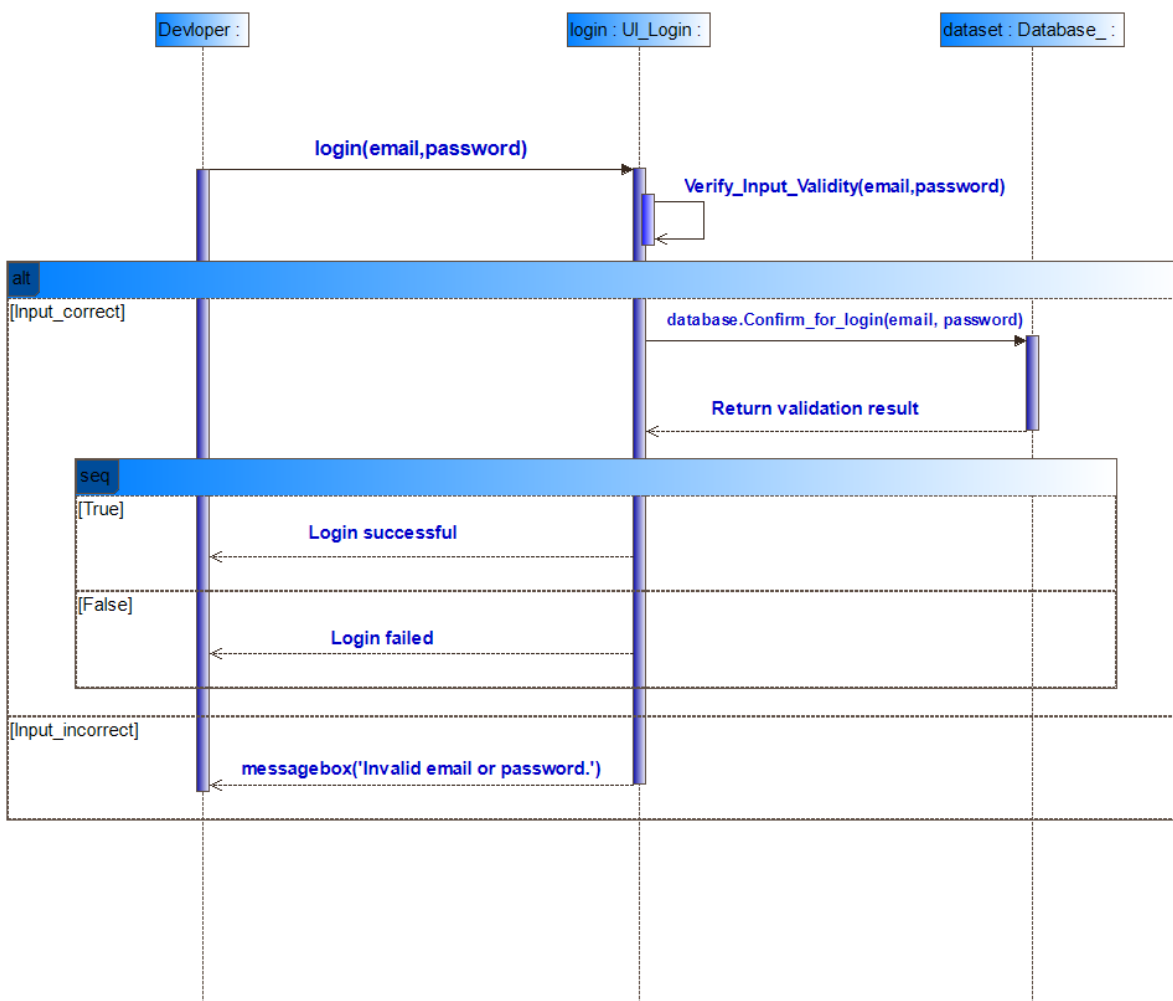 Devloper :
login : UI_Login :
dataset : Database_ :
login(email,password)
Verify_Input_Validity(email,password)
alt
[Input_correct]
database.Confirm_for_login(email, password)
Return validation result
seq
[True]
Login successful
[False]
Login failed
[Input_incorrect]
messagebox('Invalid email or password.')